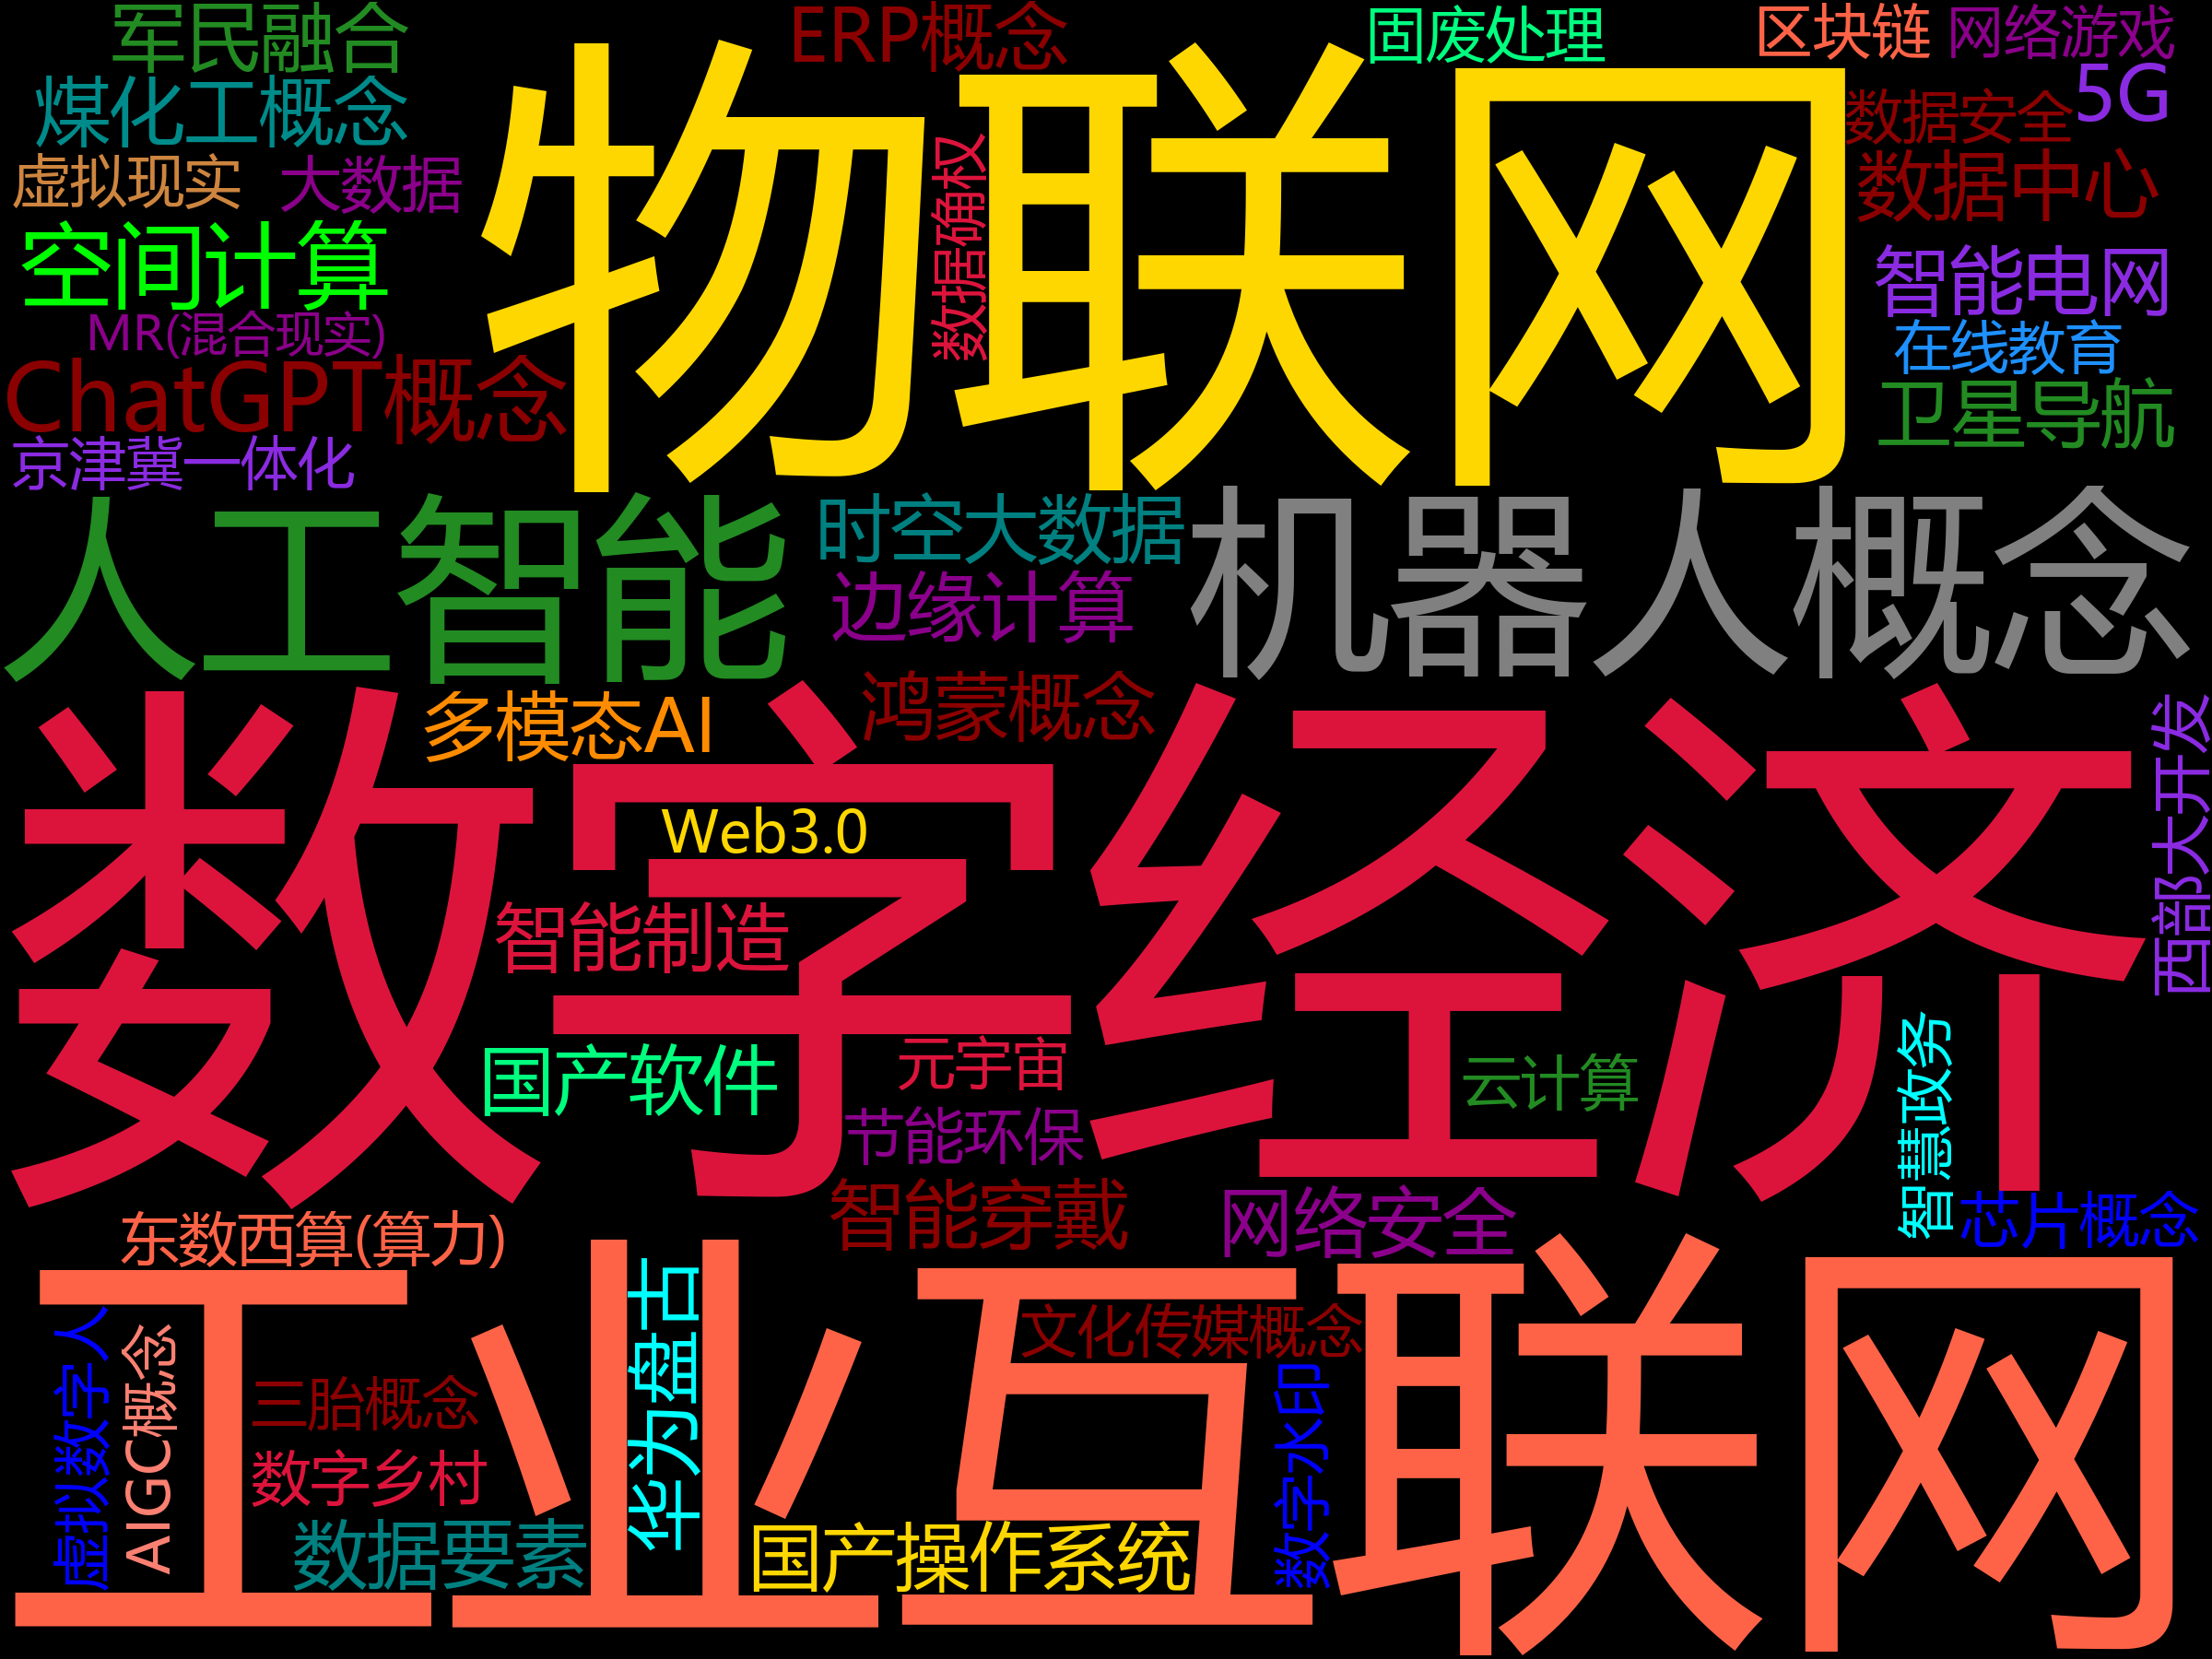 军民融合
ERP概念
固废处理
区块链
网络游戏
煤化工概念
物联网
5G
数据安全
虚拟现实
大数据
数据确权
数据中心
空间计算
智能电网
MR(混合现实)
在线教育
ChatGPT概念
卫星导航
京津翼一体化
人工智能
时空大数据
机器人概念
边缘计算
多模态AI
鸿蒙概念
数字经济
西部大开发
Web3.0
智能制造
国产软件
元宇宙
云计算
智慧政务
节能环保
智能穿戴
网络安全
芯片概念
东数西算(算力)
工业互联网
华为盘古
文化传媒概念
虚拟数字人
AIGC概念
三胎概念
数字水印
数字乡村
数据要素
国产操作系统